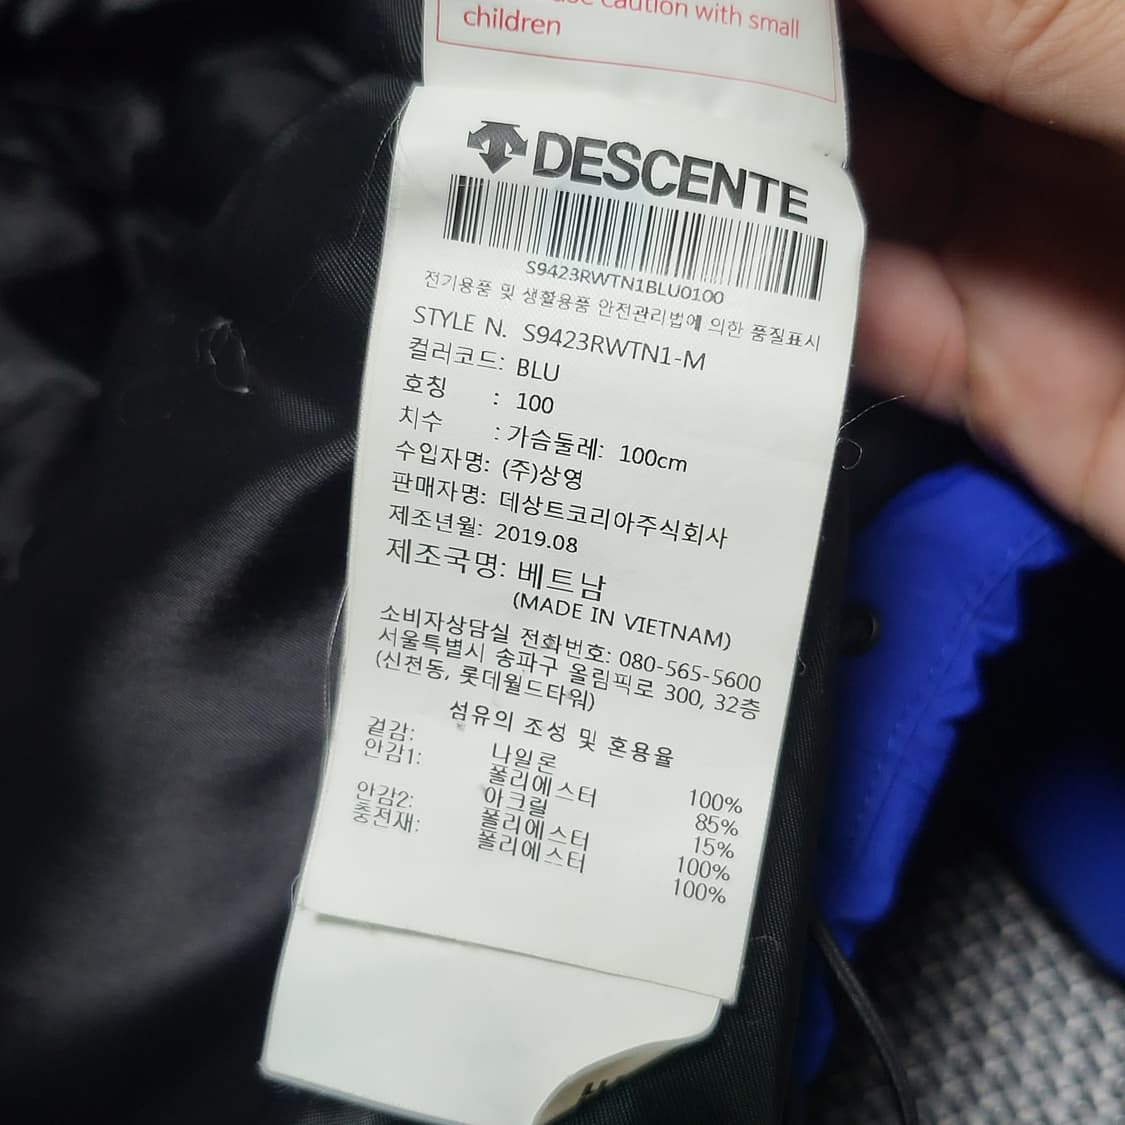 caution with small
children
DESCENTE
S9423RWTN1BLU0100
전기용품 및 생활용품 안전관리법에 의한 품질표시
STYLE N. S9423RWTN1-M
컬러코드: BLU
호칭 : 100
치수 : 가슴둘레: 100cm
수입자명: (주)상영
판매자명: 데상트코리아주식회사
제조년월: 2019.08
제조국명: 베트남
(MADE IN VIETNAM)
소비자상담실 전화번호: 080-565-5600
서울특별시 송파구 올림픽로 300, 32층
(신천동, 롯데월드타워)
섬유의 조성 및 혼용율
겉감: 나일론 100%
안감1: 폴리에스터 85%
아크릴 15%
안감2: 폴리에스터 100%
충전재: 폴리에스터 100%